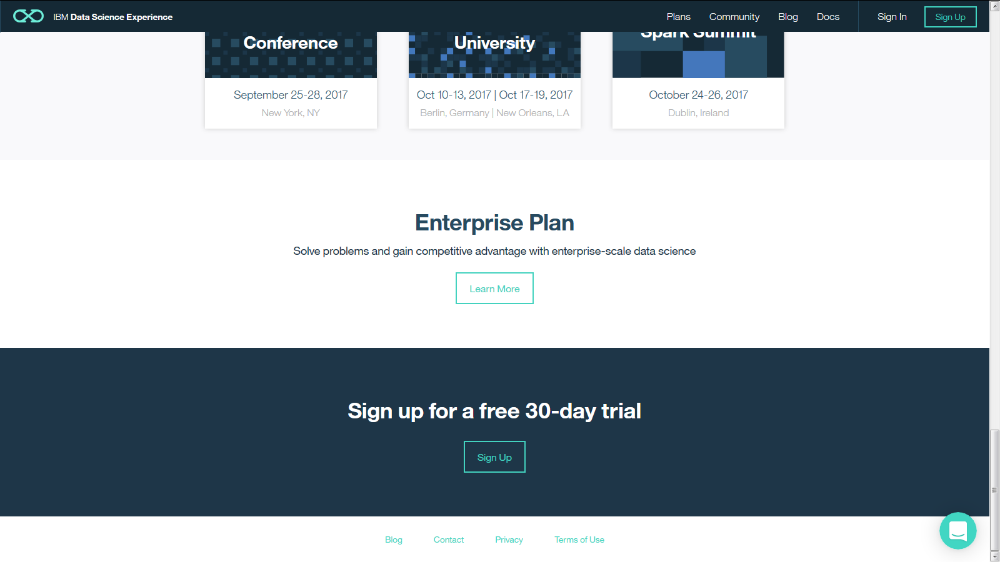 IBM Data Science Experience
Plans
Community
Blog
Docs
Sign In
Sign Up
Conference
University
Spark Summit
September 25-28, 2017
Oct 10-13, 2017 | Oct 17-19, 2017
October 24-26, 2017
New York, NY
Berlin, Germany | New Orleans, LA
Dublin, Ireland
Enterprise Plan
Solve problems and gain competitive advantage with enterprise-scale data science
Learn More
Sign up for a free 30-day trial
Sign Up
Blog
Contact
Privacy
Terms of Use